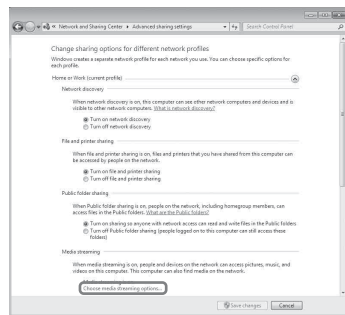 « Network and Sharing Center ▸ Advanced sharing settings
Search Control Panel
Change sharing options for different network profiles
Windows creates a separate network profile for each network you use. You can choose specific options for
each profile.
Home or Work (current profile)
Network discovery
When network discovery is on, this computer can see other network computers and devices and is
visible to other network computers. What is network discovery?
Turn on network discovery
Turn off network discovery
File and printer sharing
When file and printer sharing is on, files and printers that you have shared from this computer can
be accessed by people on the network.
Turn on file and printer sharing
Turn off file and printer sharing
Public folder sharing
When Public folder sharing is on, people on the network, including homegroup members, can
access files in the Public folders. What are the Public folders?
Turn on sharing so anyone with network access can read and write files in the Public folders
Turn off Public folder sharing (people logged on to this computer can still access these
folders)
Media streaming
When media streaming is on, people and devices on the network can access pictures, music, and
videos on this computer. This computer can also find media on the network.
Choose media streaming options...
Save changes
Cancel